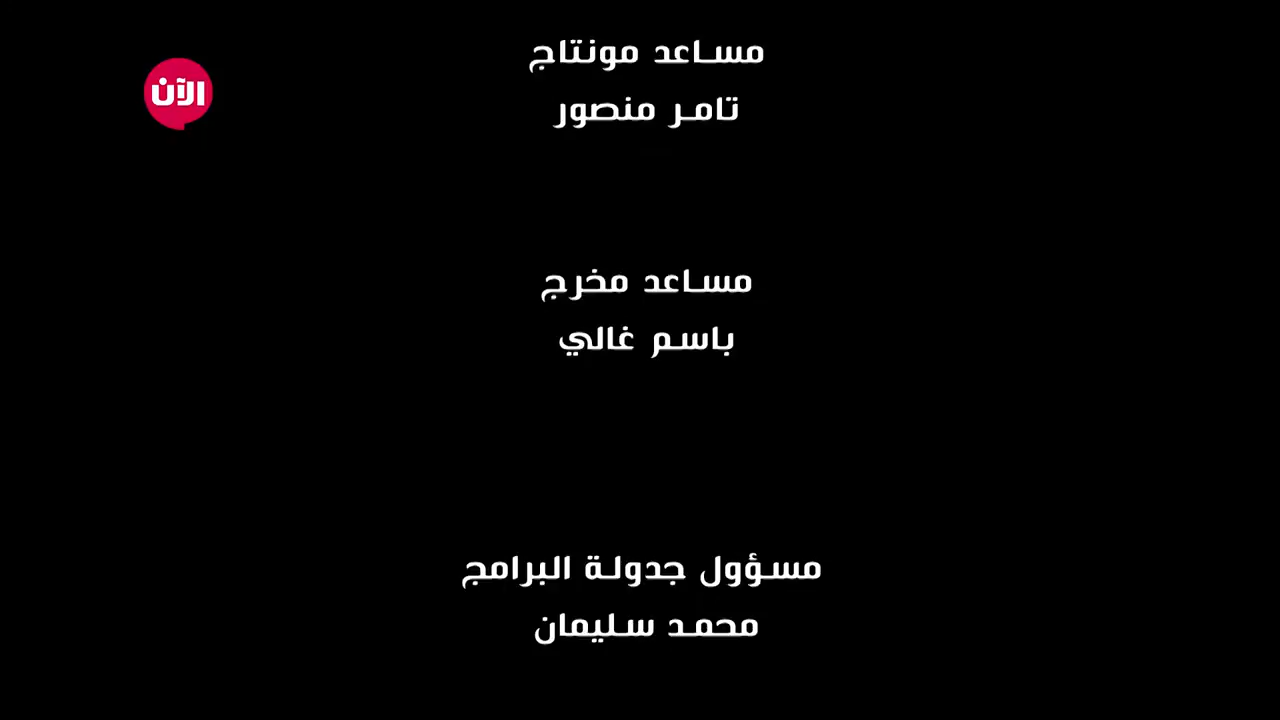 مساعد مونتاج
الآن
تامر منصور
مساعد مخرج
باسم غالي
مسؤول جدولة البرامج
محمد سليمان